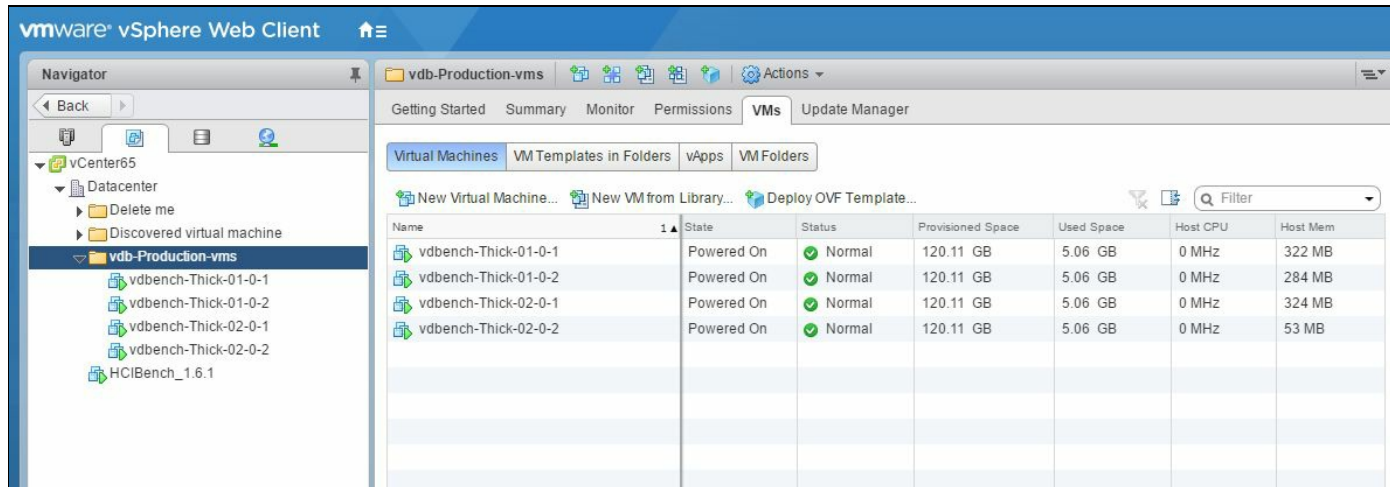 vmware® vSphere Web Client
Navigator
Back
vCenter65
Datacenter
Delete me
Discovered virtual machine
vdb-Production-vms
vdbench-Thick-01-0-1
vdbench-Thick-01-0-2
vdbench-Thick-02-0-1
vdbench-Thick-02-0-2
HCIBench_1.6.1
vdb-Production-vms Actions
Getting Started Summary Monitor Permissions VMs Update Manager
Virtual Machines VM Templates in Folders vApps VM Folders
New Virtual Machine... New VM from Library... Deploy OVF Template... Filter
Name 1 State Status Provisioned Space Used Space Host CPU Host Mem
vdbench-Thick-01-0-1 Powered On Normal 120.11 GB 5.06 GB 0 MHz 322 MB
vdbench-Thick-01-0-2 Powered On Normal 120.11 GB 5.06 GB 0 MHz 284 MB
vdbench-Thick-02-0-1 Powered On Normal 120.11 GB 5.06 GB 0 MHz 324 MB
vdbench-Thick-02-0-2 Powered On Normal 120.11 GB 5.06 GB 0 MHz 53 MB